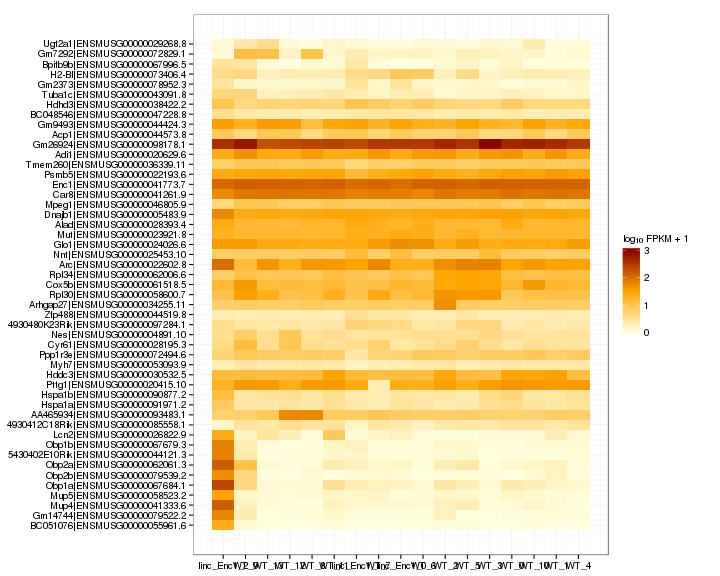 Ugt2a1|ENSMUSG00000029268.8
Gm7292|ENSMUSG00000072829.1
Bpifb9b|ENSMUSG00000067996.5
H2-Bl|ENSMUSG00000073406.4
Gm2373|ENSMUSG00000078952.3
Tuba1c|ENSMUSG00000043091.8
Hdhd3|ENSMUSG00000038422.2
BC048546|ENSMUSG00000047228.8
Gm9493|ENSMUSG00000044424.3
Acp1|ENSMUSG00000044573.8
Gm26924|ENSMUSG00000098178.1
Adi1|ENSMUSG00000020629.6
Tmem260|ENSMUSG00000036339.11
Psmb5|ENSMUSG00000022193.6
Enc1|ENSMUSG00000041773.7
Car8|ENSMUSG00000041261.9
Mpeg1|ENSMUSG00000046805.9
Dnajb1|ENSMUSG00000005483.9
Alad|ENSMUSG00000028393.4
Mut|ENSMUSG00000023921.8
Glo1|ENSMUSG00000024026.6
Nnt|ENSMUSG00000025453.10
Arc|ENSMUSG00000022602.8
Rpl34|ENSMUSG00000062006.6
Cox5b|ENSMUSG00000061518.5
Rpl30|ENSMUSG00000058600.7
Arhgap27|ENSMUSG00000034255.11
Zfp488|ENSMUSG00000044519.8
4930480K23Rik|ENSMUSG00000097284.1
Nes|ENSMUSG00000004891.10
Cyr61|ENSMUSG00000028195.3
Ppp1r3e|ENSMUSG00000072494.6
Myh7|ENSMUSG00000053093.9
Hddc3|ENSMUSG00000030532.5
Pttg1|ENSMUSG00000020415.10
Hspa1b|ENSMUSG00000090877.2
Hspa1a|ENSMUSG00000091971.2
AA465934|ENSMUSG00000093483.1
4930412C18Rik|ENSMUSG00000085558.1
Lcn2|ENSMUSG00000026822.9
Obp1b|ENSMUSG00000067679.3
5430402E10Rik|ENSMUSG00000044121.3
Obp2a|ENSMUSG00000062061.3
Obp2b|ENSMUSG00000079539.2
Obp1a|ENSMUSG00000067684.1
Mup5|ENSMUSG00000058523.2
Mup4|ENSMUSG00000041333.6
Gm14744|ENSMUSG00000079522.2
BC051076|ENSMUSG00000055961.6
log₁₀ FPKM + 1
3
2
1
0
WT_4